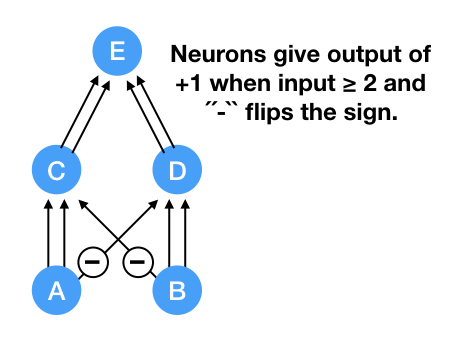 E
Neurons give output of
+1 when input ≥ 2 and
˝-˝ flips the sign.
C
D
−
−
A
B